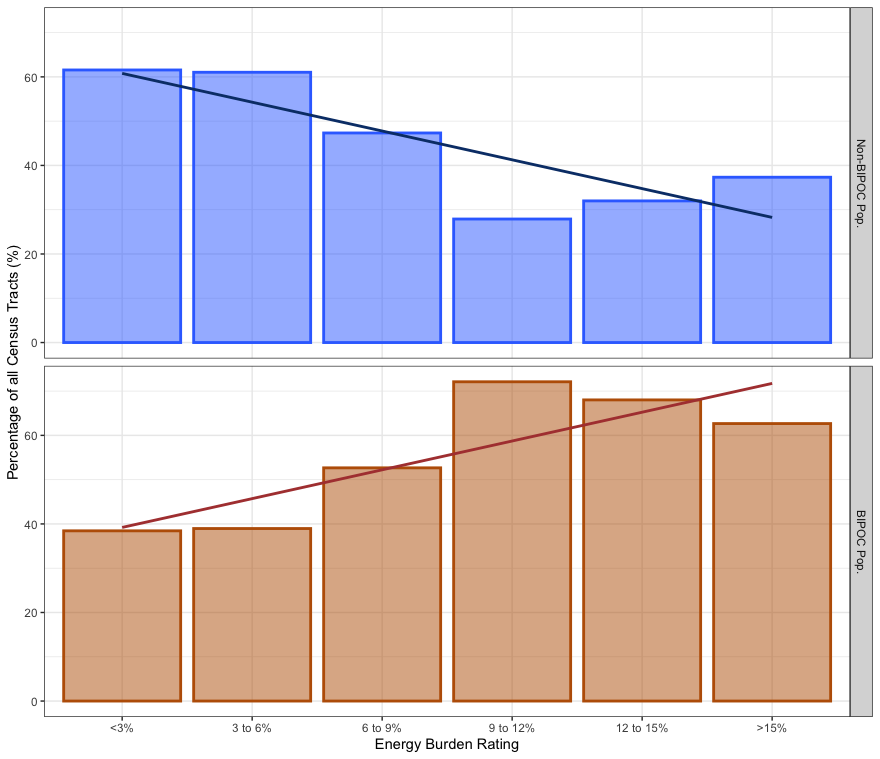 Percentage of all Census Tracts (%)
60
40
20
0
Non-BIPOC Pop.
60
40
20
0
BIPOC Pop.
<3%
3 to 6%
6 to 9%
9 to 12%
12 to 15%
>15%
Energy Burden Rating